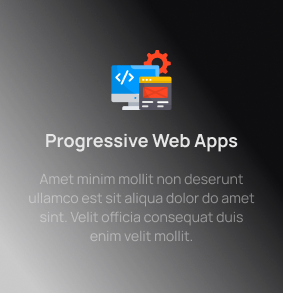 Progressive Web Apps
Amet minim mollit non deserunt
ullamco est sit aliqua dolor do amet
sint. Velit officia consequat duis
enim velit mollit.